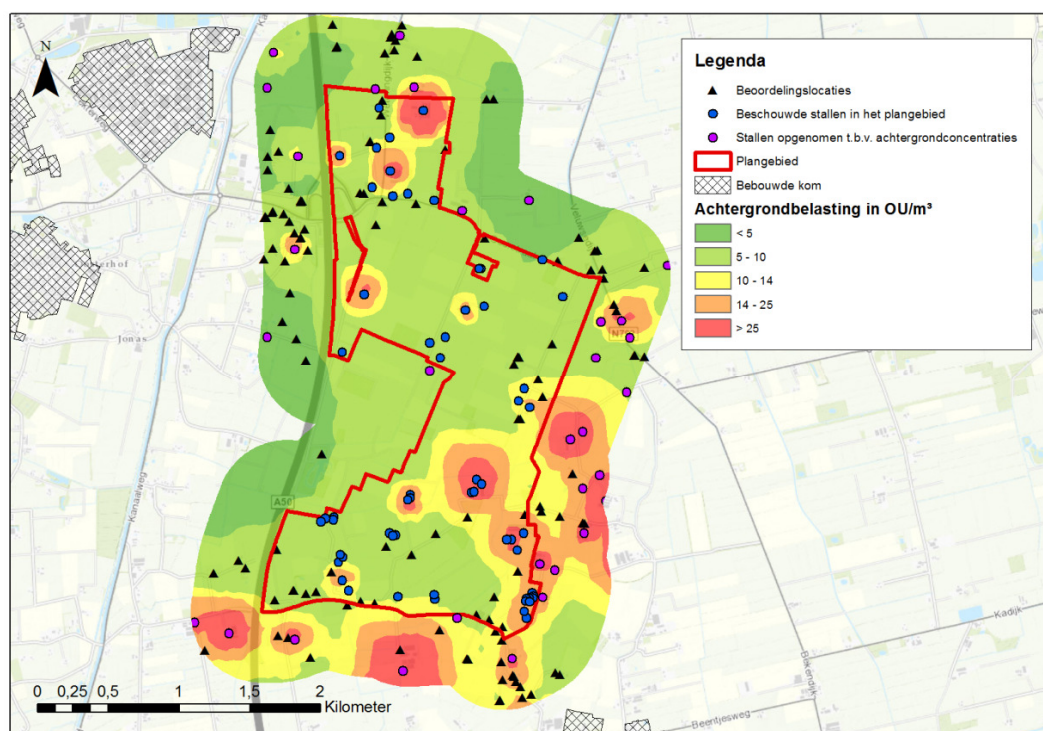 N
Legenda
Beoordelingslocaties
Beschouwde stallen in het plangebied
Stallen opgenomen t.b.v. achtergrondconcentraties
Plangebied
Bebouwde kom
Achtergrondbelasting in OU/m³
< 5
5 - 10
10 - 14
14 - 25
> 25
Jonas
A50
Kanaalweg
Kadijk
Bekendijk
Beentjesweg
0 0,25 0,5 1 1,5 2
Kilometer